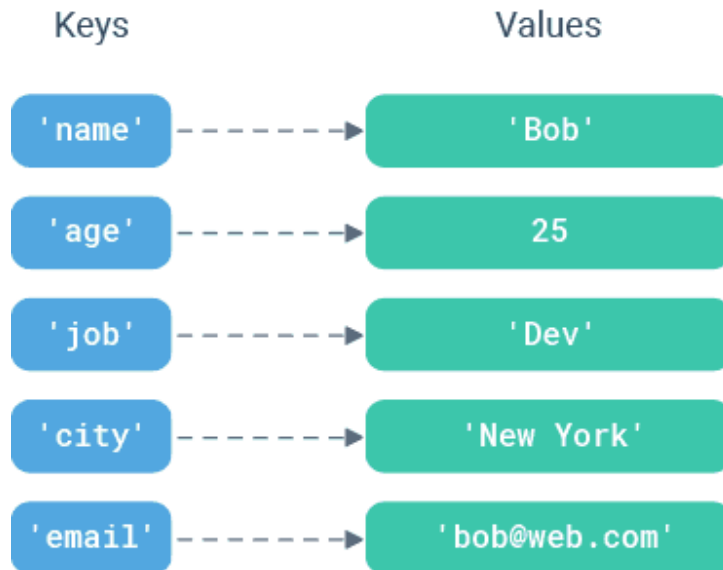 Keys Values
'name' 'Bob'
'age' 25
'job' 'Dev'
'city' 'New York'
'email' 'bob@web.com'